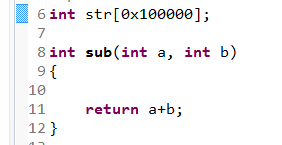 6 int str[0x100000];
7
8 int sub(int a, int b)
9 {
10
11     return a+b;
12 }